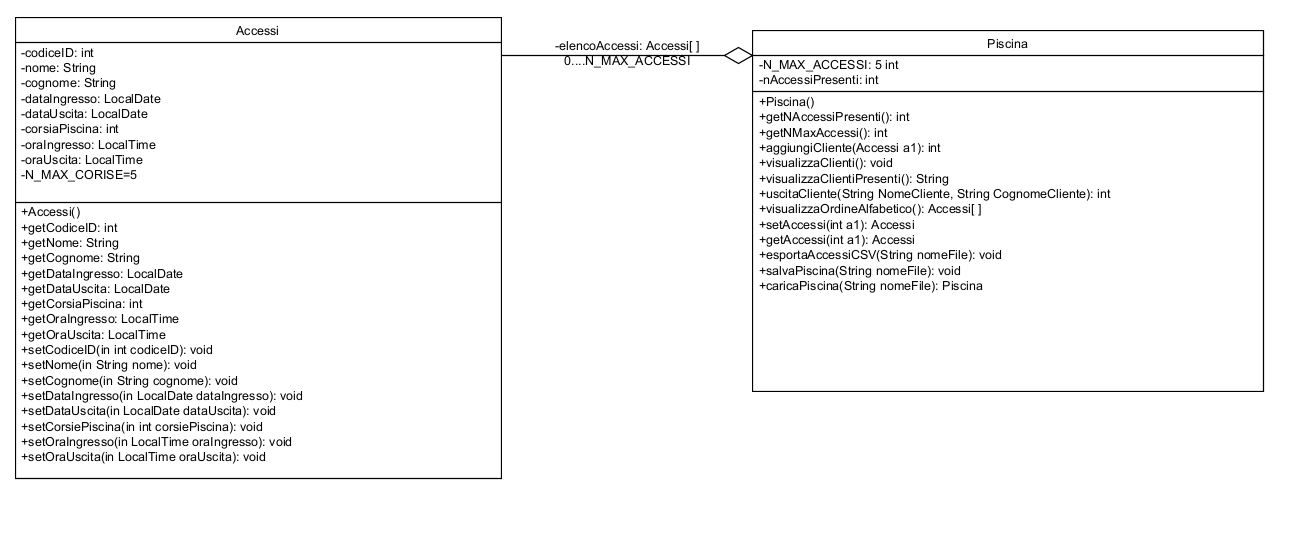 Accessi
-codiceID: int
-nome: String
-cognome: String
-dataIngresso: LocalDate
-dataUscita: LocalDate
-corsiaPiscina: int
-oraIngresso: LocalTime
-oraUscita: LocalTime
-N_MAX_CORISE=5
+Accessi()
+getCodiceID: int
+getNome: String
+getCognome: String
+getDataIngresso: LocalDate
+getDataUscita: LocalDate
+getCorsiaPiscina: int
+getOraIngresso: LocalTime
+getOraUscita: LocalTime
+setCodiceID(in int codiceID): void
+setNome(in String nome): void
+setCognome(in String cognome): void
+setDataIngresso(in LocalDate dataIngresso): void
+setDataUscita(in LocalDate dataUscita): void
+setCorsiePiscina(in int corsiePiscina): void
+setOraIngresso(in LocalTime oraIngresso): void
+setOraUscita(in LocalTime oraUscita): void
-elencoAccessi: Accessi[ ]
0....N_MAX_ACCESSI
Piscina
-N_MAX_ACCESSI: 5 int
-nAccessiPresenti: int
+Piscina()
+getNAccessiPresenti(): int
+getNMaxAccessi(): int
+aggiungiCliente(Accessi a1): int
+visualizzaClienti(): void
+visualizzaClientiPresenti(): String
+uscitaCliente(String NomeCliente, String CognomeCliente): int
+visualizzaOrdineAlfabetico(): Accessi[ ]
+setAccessi(int a1): Accessi
+getAccessi(int a1): Accessi
+esportaAccessiCSV(String nomeFile): void
+salvaPiscina(String nomeFile): void
+caricaPiscina(String nomeFile): Piscina